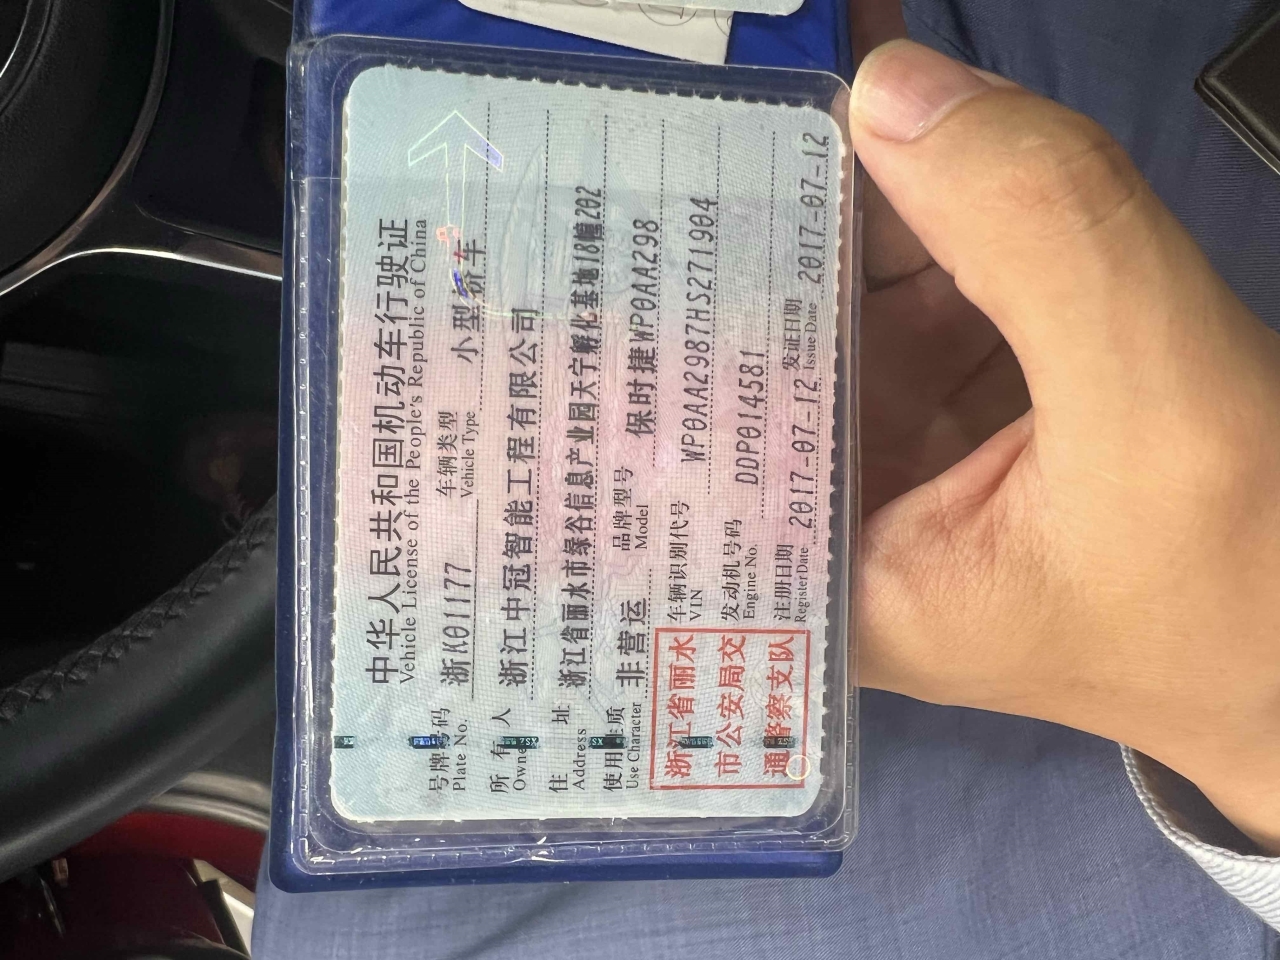 中华人民共和国机动车行驶证
Vehicle License of the People's Republic of China
号牌号码 浙K01177 车辆类型 小型轿车
Plate No. Vehicle Type
所有人 浙江中冠智能工程有限公司
Owner
住址 浙江省丽水市绿谷信息产业园天宁孵化基地18幢202
Address
使用性质 非营运 品牌型号 保时捷WP0AA298
Use Character Model
车辆识别代号 WP0AA2987HS271904
VIN
发动机号码 DDP014581
Engine No.
注册日期 2017-07-12 发证日期 2017-07-12
Register Date Issue Date
浙江省丽水
市公安局交
通警察支队